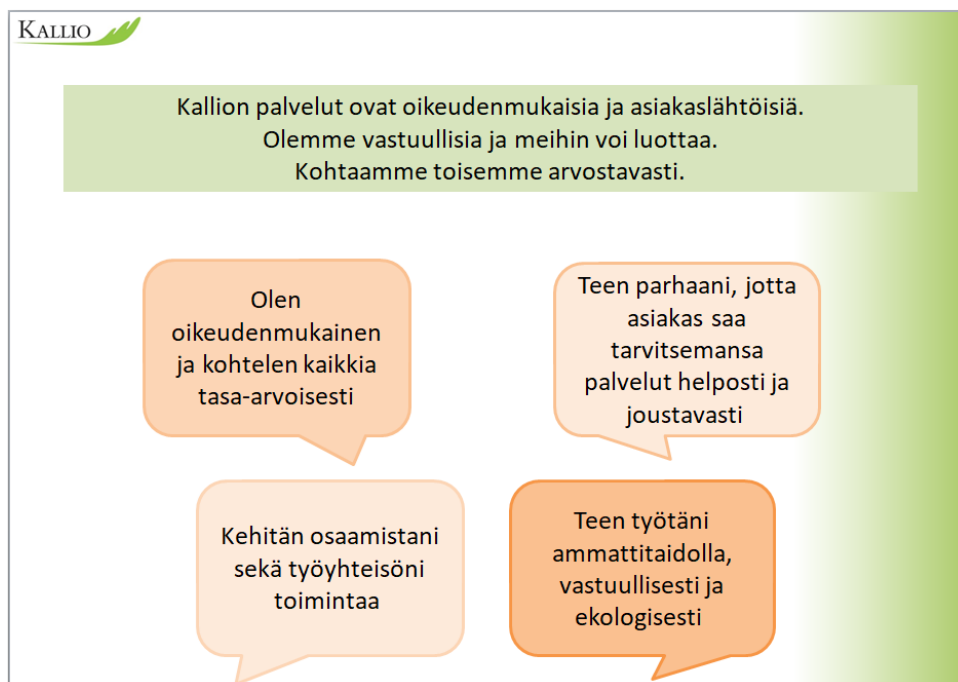 KALLIO
Kallion palvelut ovat oikeudenmukaisia ja asiakaslähtöisiä.
Olemme vastuullisia ja meihin voi luottaa.
Kohtaamme toisemme arvostavasti.
Olen
oikeudenmukainen
ja kohtelen kaikkia
tasa-arvoisesti
Teen parhaani, jotta
asiakas saa
tarvitsemansa
palvelut helposti ja
joustavasti
Kehitän osaamistani
sekä työyhteisöni
toimintaa
Teen työtäni
ammattitaidolla,
vastuullisesti ja
ekologisesti